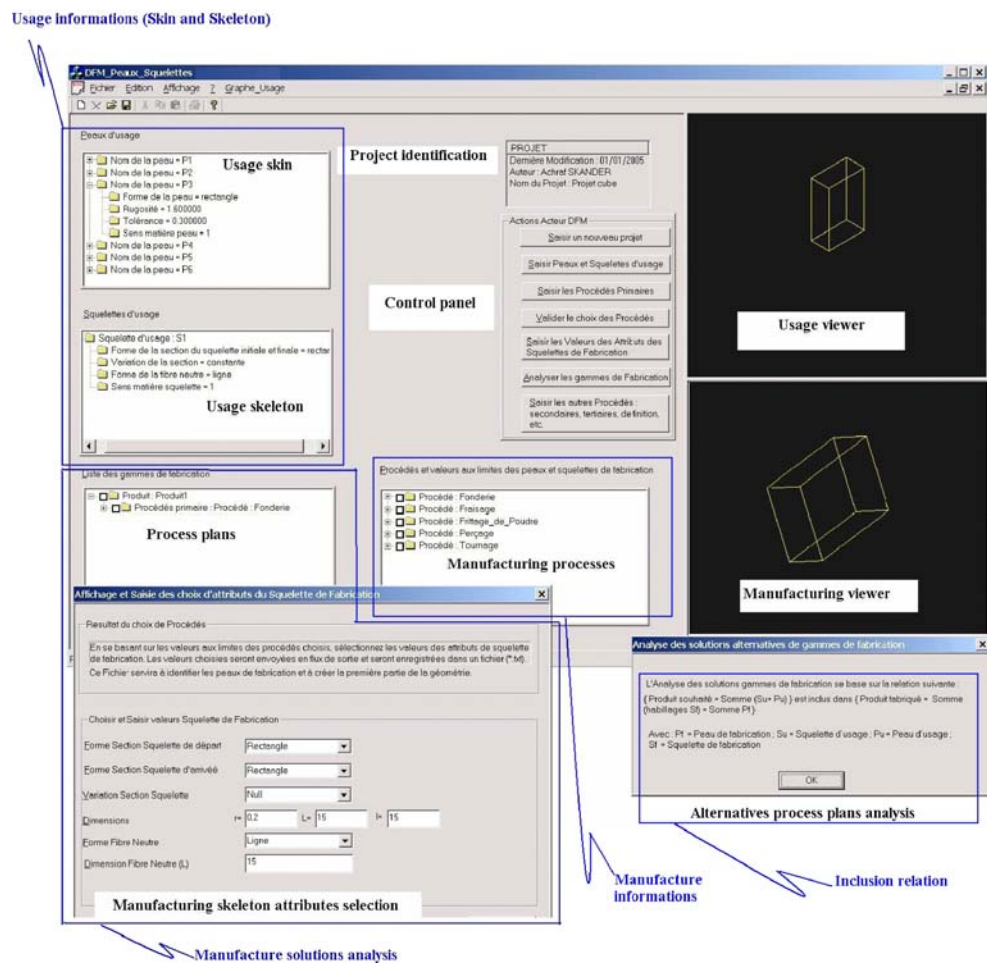 Usage informations (Skin and Skeleton)
DFM_Peaux_Squelettes
Fichier Edition Affichage ? Graphe_Usage
Peaux d'usage
Nom de la peau = P1
Nom de la peau = P2
Nom de la peau = P3
Forme de la peau = rectangle
Rugosité = 1.600000
Tolérance = 0.300000
Sens matière peau = 1
Nom de la peau = P4
Nom de la peau = P5
Nom de la peau = P6
Usage skin
Project identification
PROJET
Dernière Modification : 01/01/2005
Auteur : Achraf SKANDER
Nom du Projet : Projet cube
Actions Acteur DFM
Saisir un nouveau projet
Saisir Peaux et Squeletes d'usage
Saisir les Procédés Primaires
Valider le choix des Procédés
Saisir les Valeurs des Attributs des
Squelettes de Fabrication
Analyser les gammes de Fabrication
Saisir les autres Procédés :
secondaires, tertiaires, definition,
etc.
Control panel
Usage viewer
Squelettes d'usage
Squelette d'usage : S1
Forme de la section du squelette initiale et finale = rectar
Variation de la section = constante
Forme de la fibre neutre = ligne
Sens matière squelette = 1
Usage skeleton
Liste des gammes de fabrication
Produit : Produit1
Procédés primaire : Procédé : Fonderie
Process plans
Procédés et valeurs aux limites des peaux et squelettes de fabrication
Procédé : Fonderie
Procédé : Fraisage
Procédé : Frittage_de_Poudre
Procédé : Perçage
Procédé : Tournage
Manufacturing processes
Manufacturing viewer
Affichage et Saisie des choix d'attributs du Squelette de Fabrication
Resultat du choix de Procédés
En se basant sur les valeurs aux limites des procédés choisis, sélectionnez les valeurs des attributs de squelette
de fabrication. Les valeurs choisies seront envoyées en flux de sortie et seront enregistrées dans un fichier (*.txt).
Ce Fichier servira à identifier les peaux de fabrication et à créer la première partie de la géométrie.
Choisir et Saisir valeurs Squelette de Fabrication
Forme Section Squelette de départ Rectangle
Forme Section Squelette d'arrivéé Rectangle
Variation Section Squelette Null
Dimensions r= 0.2 L= 15 l= 15
Forme Fibre Neutre Ligne
Dimension Fibre Neutre (L) 15
Manufacturing skeleton attributes selection
Analyse des solutions alternatives de gammes de fabrication
L'Analyse des solutions gammes de fabrication se base sur la relation suivante :
{ Produit souhaité = Somme (Su+ Pu) } est inclus dans { Produit fabriqué = Somme
(habillages Sf) = Somme Pf }
Avec : Pf = Peau de fabrication ; Su = Squelette d'usage ; Pu = Peau d'usage ;
Sf = Squelette de fabrication
OK
Alternatives process plans analysis
Manufacture
informations
Inclusion relation
Manufacture solutions analysis